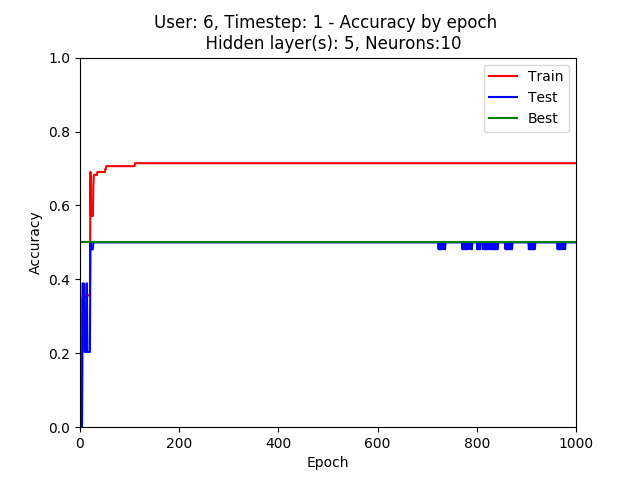 User: 6, Timestep: 1 - Accuracy by epoch
Hidden layer(s): 5, Neurons:10
Train
Test
Best
1.0
0.8
0.6
0.4
0.2
0.0
Accuracy
0 200 400 600 800 1000
Epoch